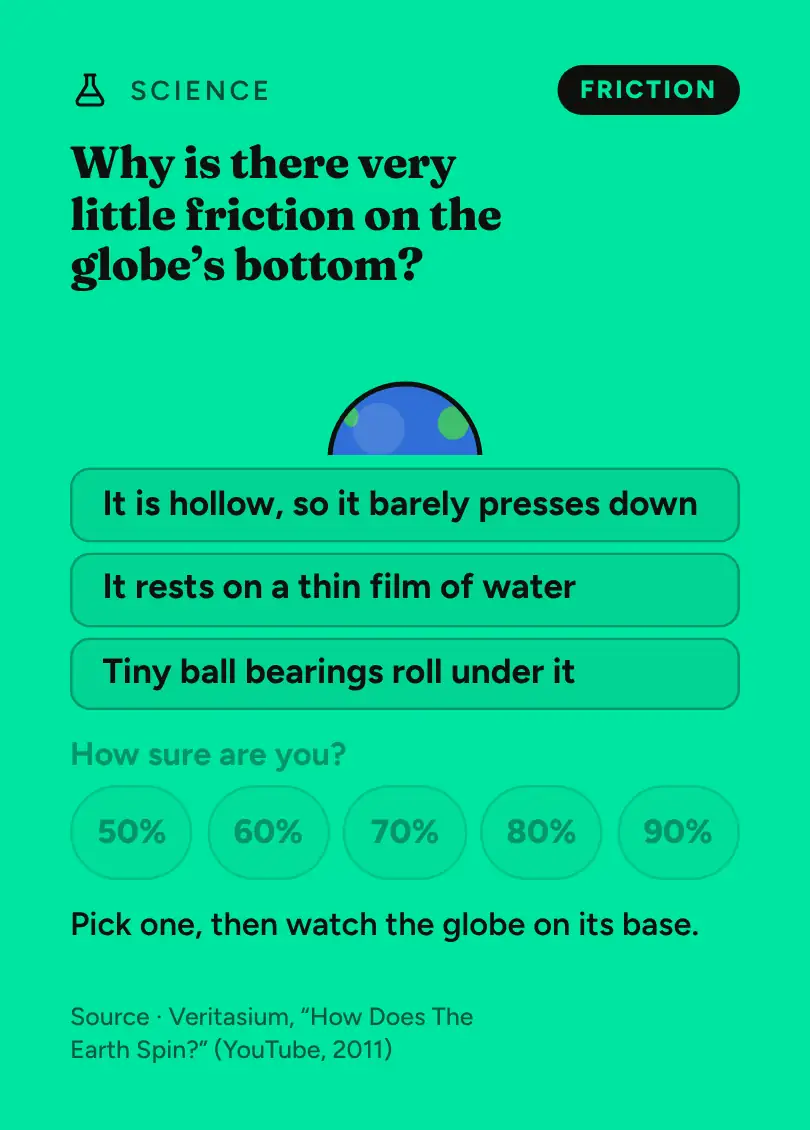 SCIENCE
FRICTION
Why is there very
little friction on the
globe’s bottom?
It is hollow, so it barely presses down
It rests on a thin film of water
Tiny ball bearings roll under it
How sure are you?
50%
60%
70%
80%
90%
Pick one, then watch the globe on its base.
Source · Veritasium, “How Does The
Earth Spin?” (YouTube, 2011)